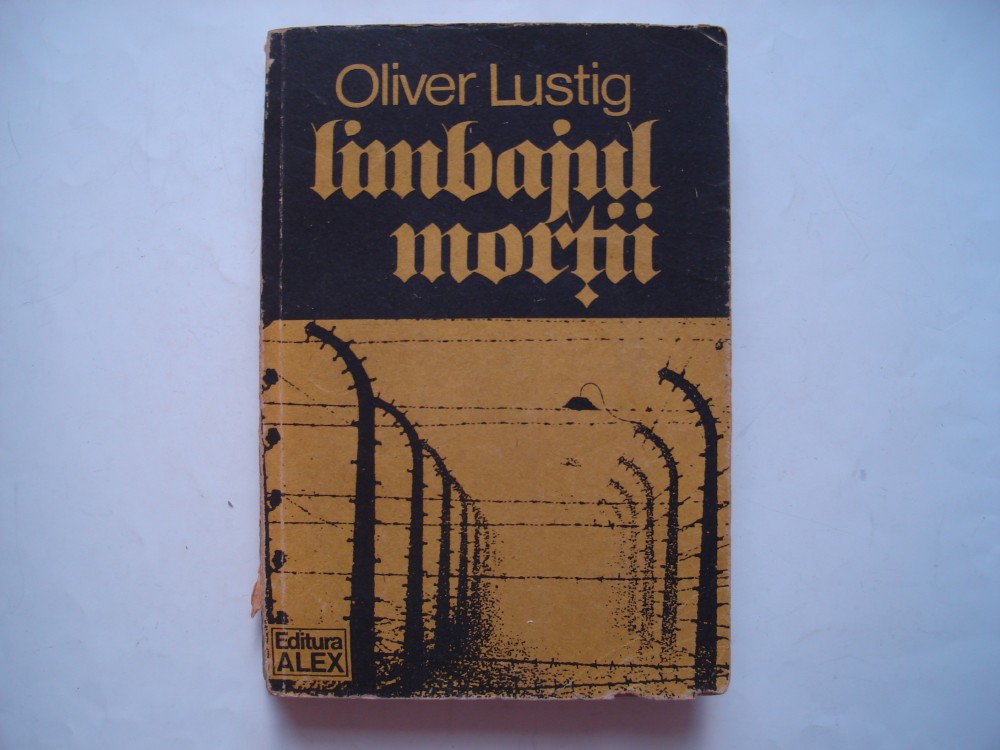 Oliver Lustig
limbajul
morții
Editura
ALEX